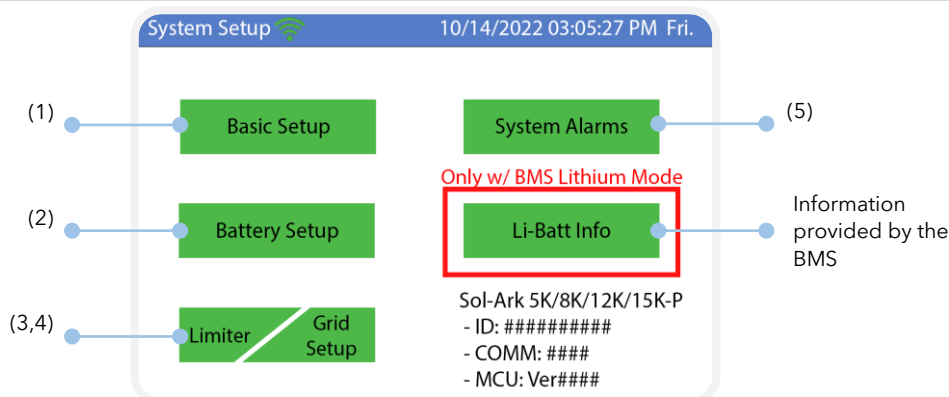 System Setup 10/14/2022 03:05:27 PM Fri.
(1)
Basic Setup
System Alarms
(5)
Only w/ BMS Lithium Mode
(2)
Battery Setup
Li-Batt Info
Information
provided by the
BMS
(3,4)
Limiter
Grid
Setup
Sol-Ark 5K/8K/12K/15K-P
- ID: ##########
- COMM: ####
- MCU: Ver####